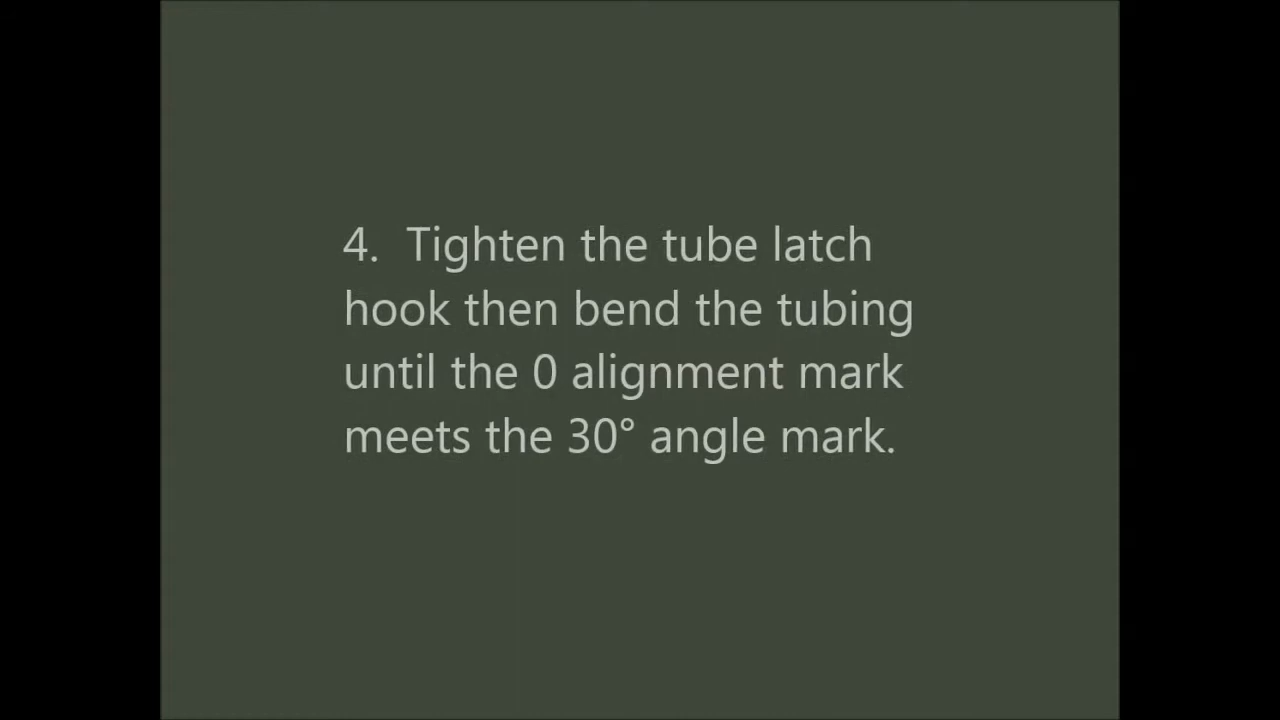 4.  Tighten the tube latch
hook then bend the tubing
until the 0 alignment mark
meets the 30° angle mark.